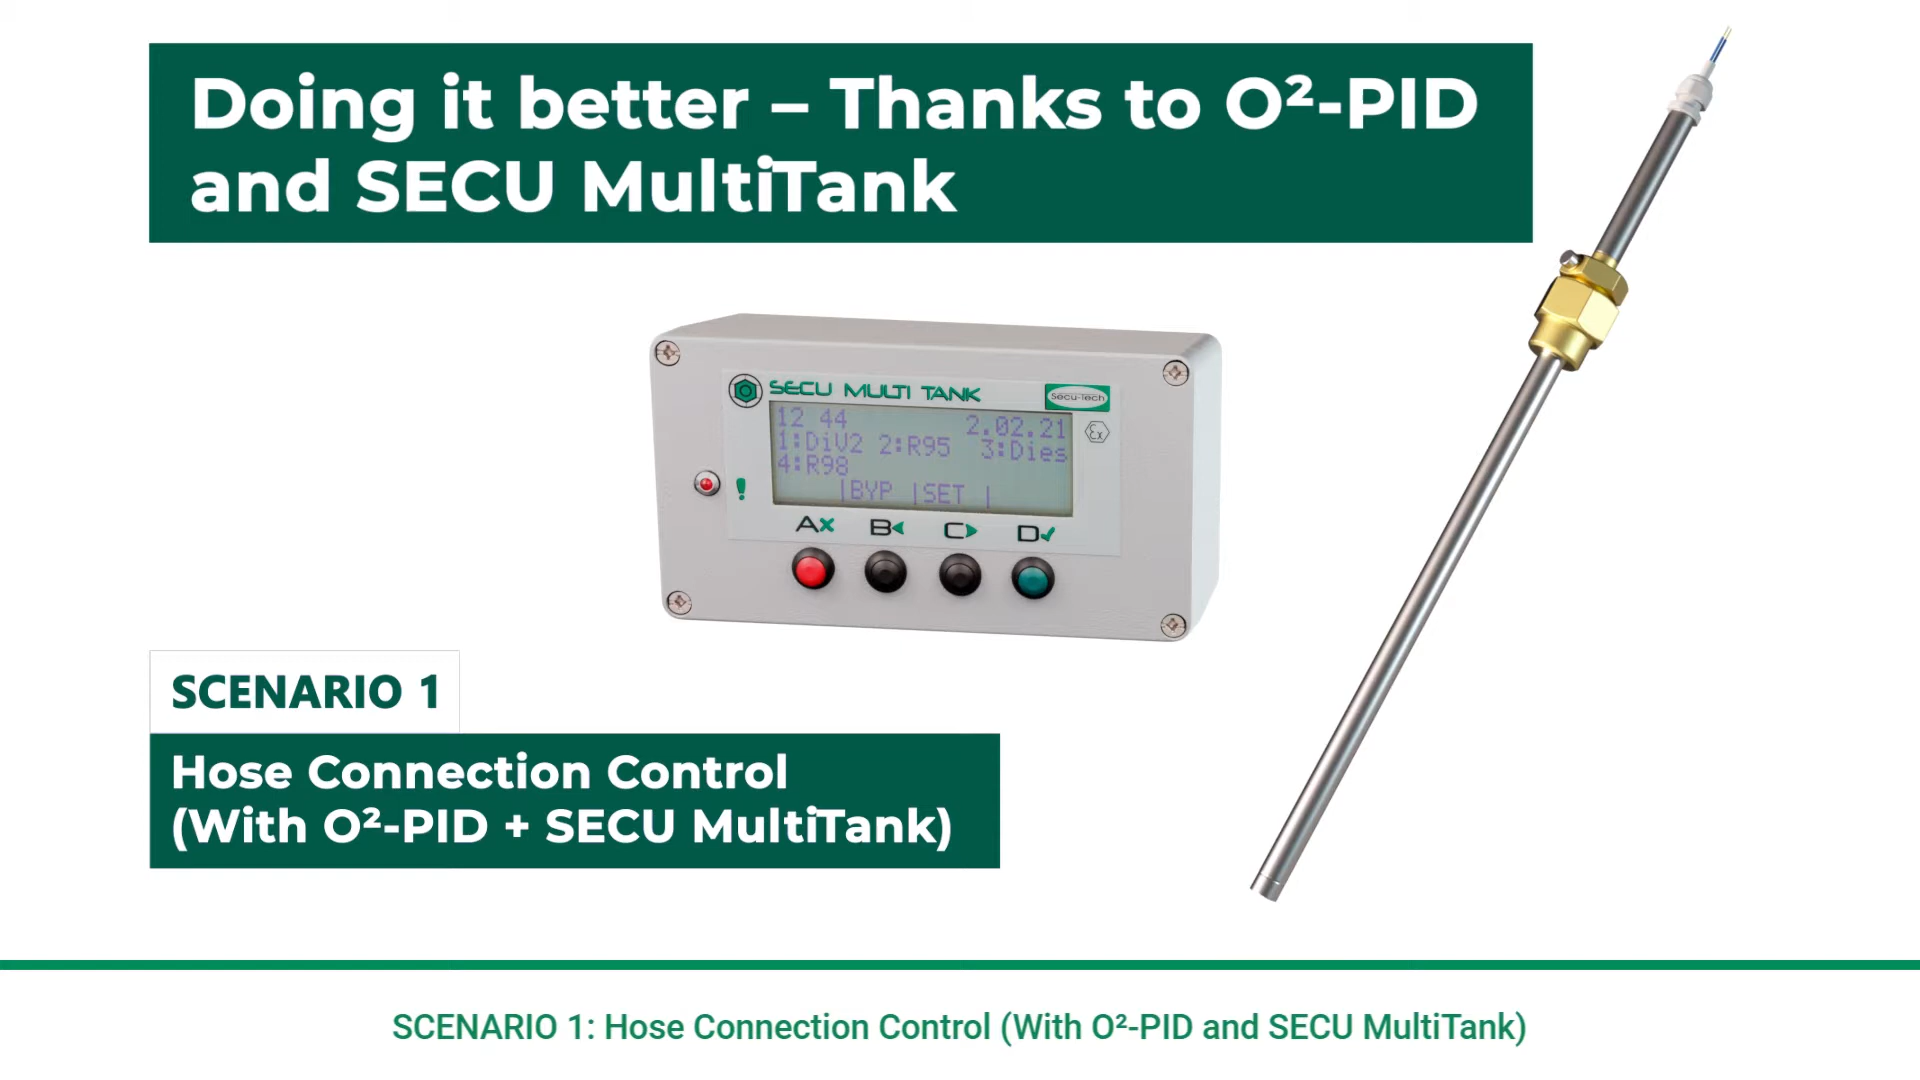 Doing it better – Thanks to O²-PID
and SECU MultiTank
SECU MULTI TANK
Secu-Tech
12 44 2.02.21
Ex
1:DiV2 2:R95 3:Dies
4:R98
|BYP |SET |
!
A B C D
SCENARIO 1
Hose Connection Control
(With O²-PID + SECU MultiTank)
SCENARIO 1: Hose Connection Control (With O²-PID and SECU MultiTank)